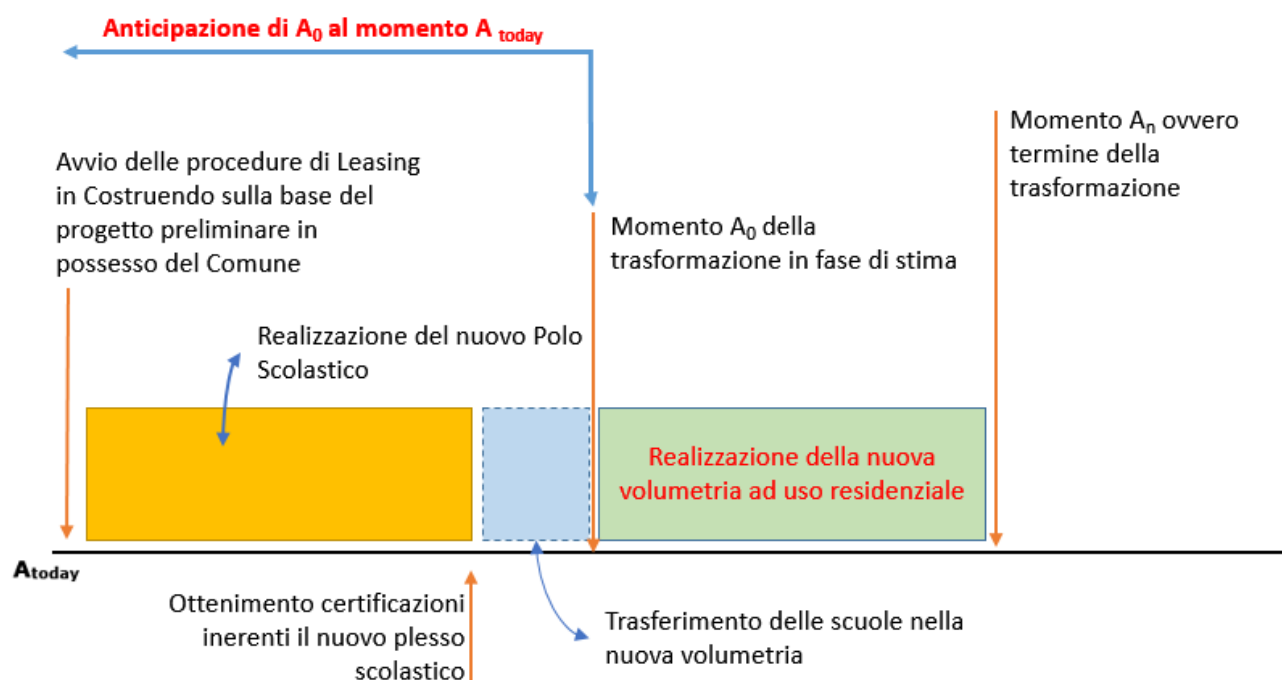 Anticipazione di A0 al momento A today
Avvio delle procedure di Leasing
in Costruendo sulla base del
progetto preliminare in
possesso del Comune
Momento An ovvero
termine della
trasformazione
Momento A0 della
trasformazione in fase di stima
Realizzazione del nuovo Polo
Scolastico
Realizzazione della nuova
volumetria ad uso residenziale
Atoday
Ottenimento certificazioni
inerenti il nuovo plesso
scolastico
Trasferimento delle scuole nella
nuova volumetria